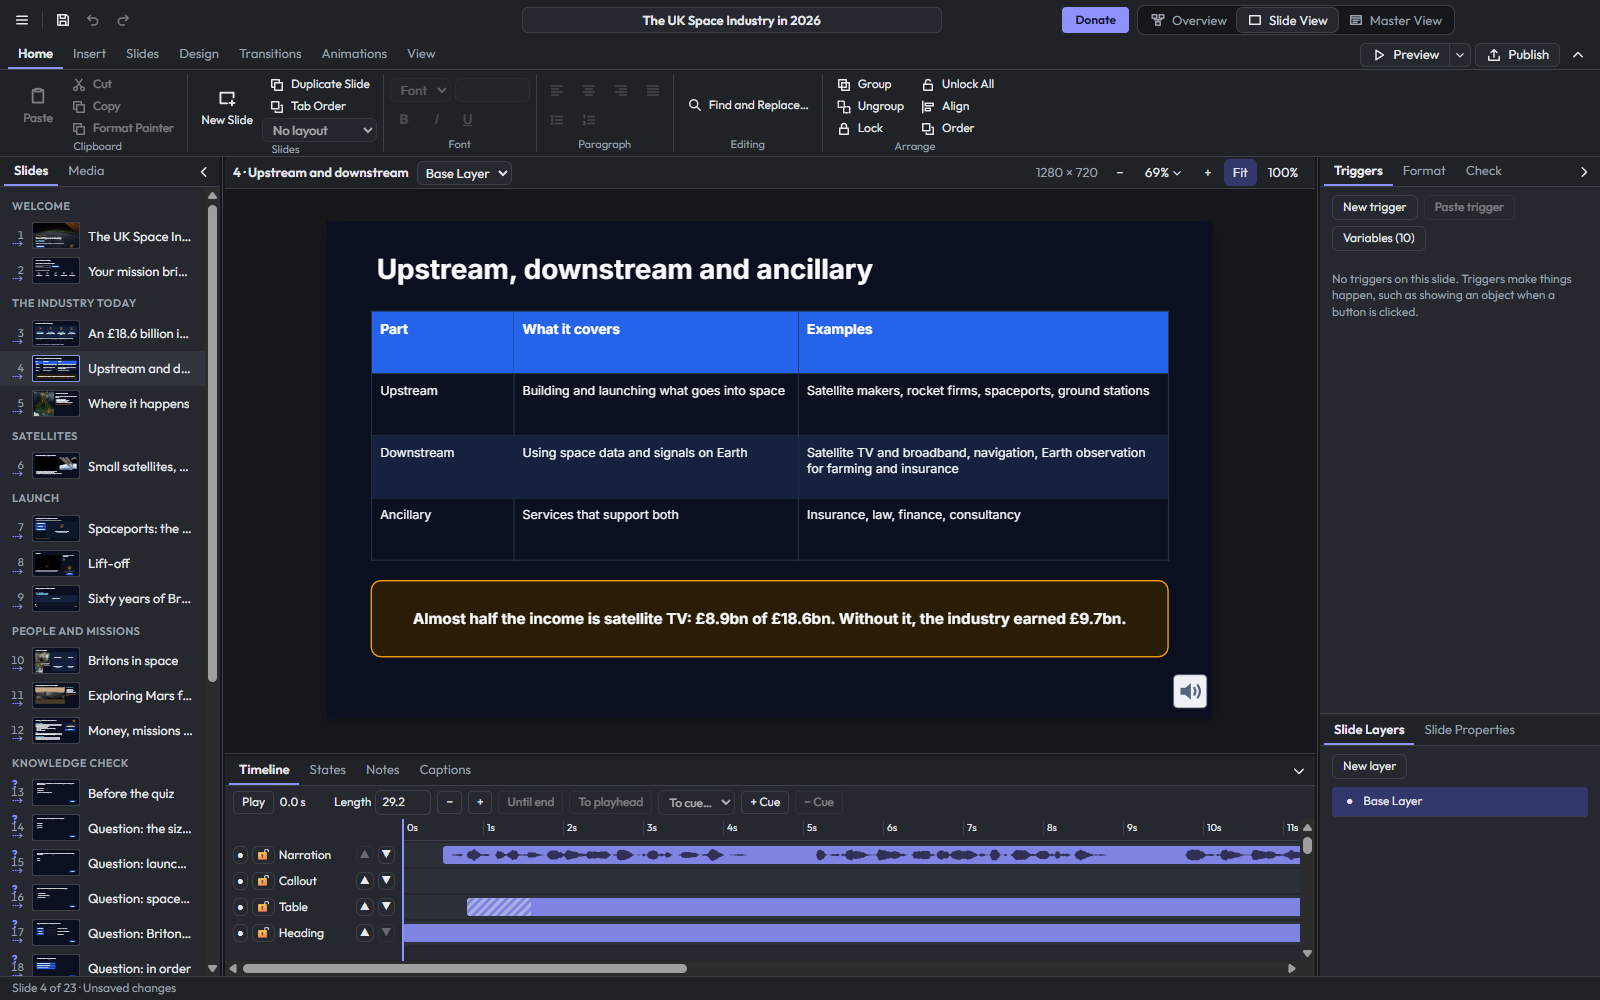 The UK Space Industry in 2026
Donate
Overview
Slide View
Master View
Home
Insert
Slides
Design
Transitions
Animations
View
Preview
Publish
Paste
Cut
Copy
Format Painter
Clipboard
New Slide
Duplicate Slide
Tab Order
No layout
Slides
Font
B
I
U
Font
Paragraph
Find and Replace...
Editing
Group
Ungroup
Lock
Unlock All
Align
Order
Arrange
Slides
Media
WELCOME
1
The UK Space In...
2
Your mission bri...
THE INDUSTRY TODAY
3
An £18.6 billion i...
4
Upstream and d...
5
Where it happens
SATELLITES
6
Small satellites, ...
LAUNCH
7
Spaceports: the ...
8
Lift-off
9
Sixty years of Br...
PEOPLE AND MISSIONS
10
Britons in space
11
Exploring Mars f...
12
Money, missions ...
KNOWLEDGE CHECK
?
13
Before the quiz
?
14
Question: the siz...
?
15
Question: launc...
?
16
Question: space...
?
17
Question: Briton...
?
18
Question: in order
4 · Upstream and downstream
Base Layer
1280 × 720
−
69%
+
Fit
100%
Upstream, downstream and ancillary
Part
What it covers
Examples
Upstream
Building and launching what goes into space
Satellite makers, rocket firms, spaceports, ground stations
Downstream
Using space data and signals on Earth
Satellite TV and broadband, navigation, Earth observation
for farming and insurance
Ancillary
Services that support both
Insurance, law, finance, consultancy
Almost half the income is satellite TV: £8.9bn of £18.6bn. Without it, the industry earned £9.7bn.
Timeline
States
Notes
Captions
Play
0.0 s
Length
29.2
−
+
Until end
To playhead
To cue...
+ Cue
− Cue
0s
1s
2s
3s
4s
5s
6s
7s
8s
9s
10s
11s
Narration
Callout
Table
Heading
Triggers
Format
Check
New trigger
Paste trigger
Variables (10)
No triggers on this slide. Triggers make things
happen, such as showing an object when a
button is clicked.
Slide Layers
Slide Properties
New layer
Base Layer
Slide 4 of 23 · Unsaved changes